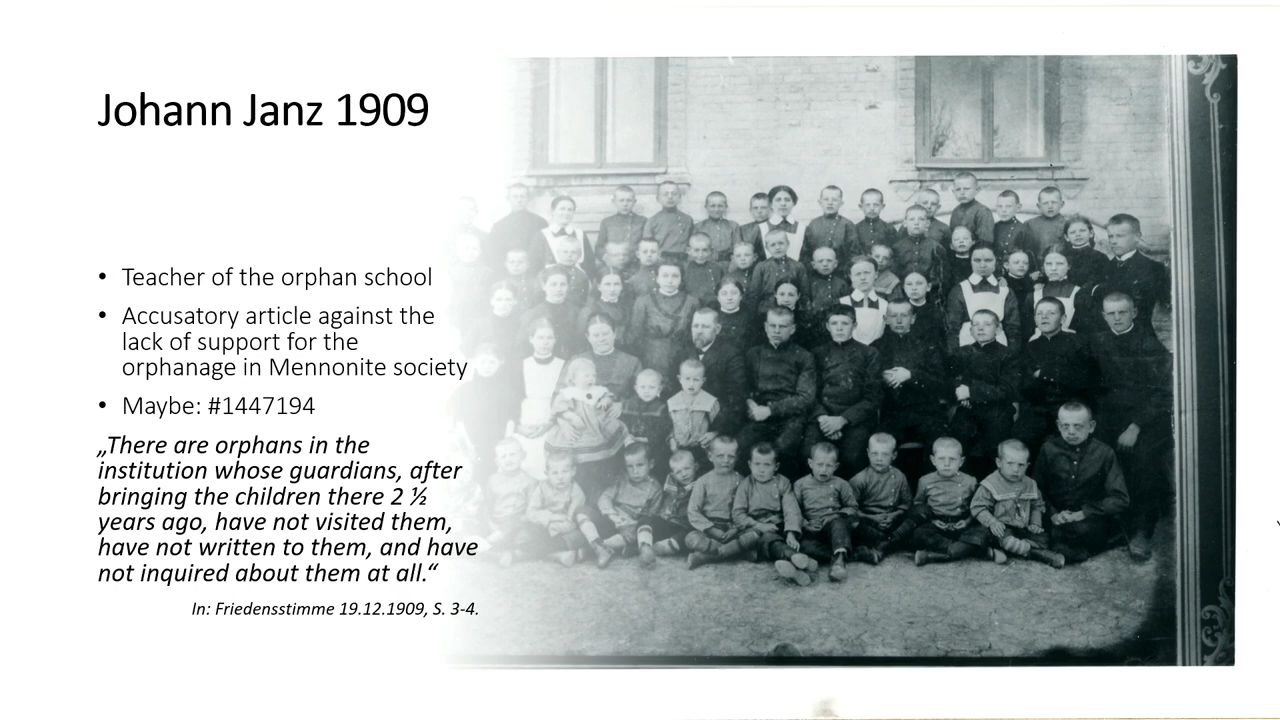 Johann Janz 1909
• Teacher of the orphan school
• Accusatory article against the
lack of support for the
orphanage in Mennonite society
• Maybe: #1447194
„There are orphans in the
institution whose guardians, after
bringing the children there 2 ½
years ago, have not visited them,
have not written to them, and have
not inquired about them at all.“
In: Friedensstimme 19.12.1909, S. 3-4.